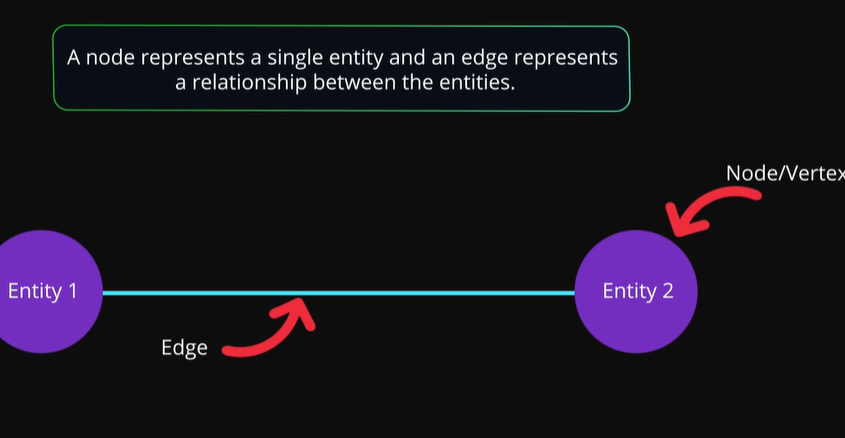 A node represents a single entity and an edge represents
a relationship between the entities.
Node/Vertex
Entity 1
Entity 2
Edge